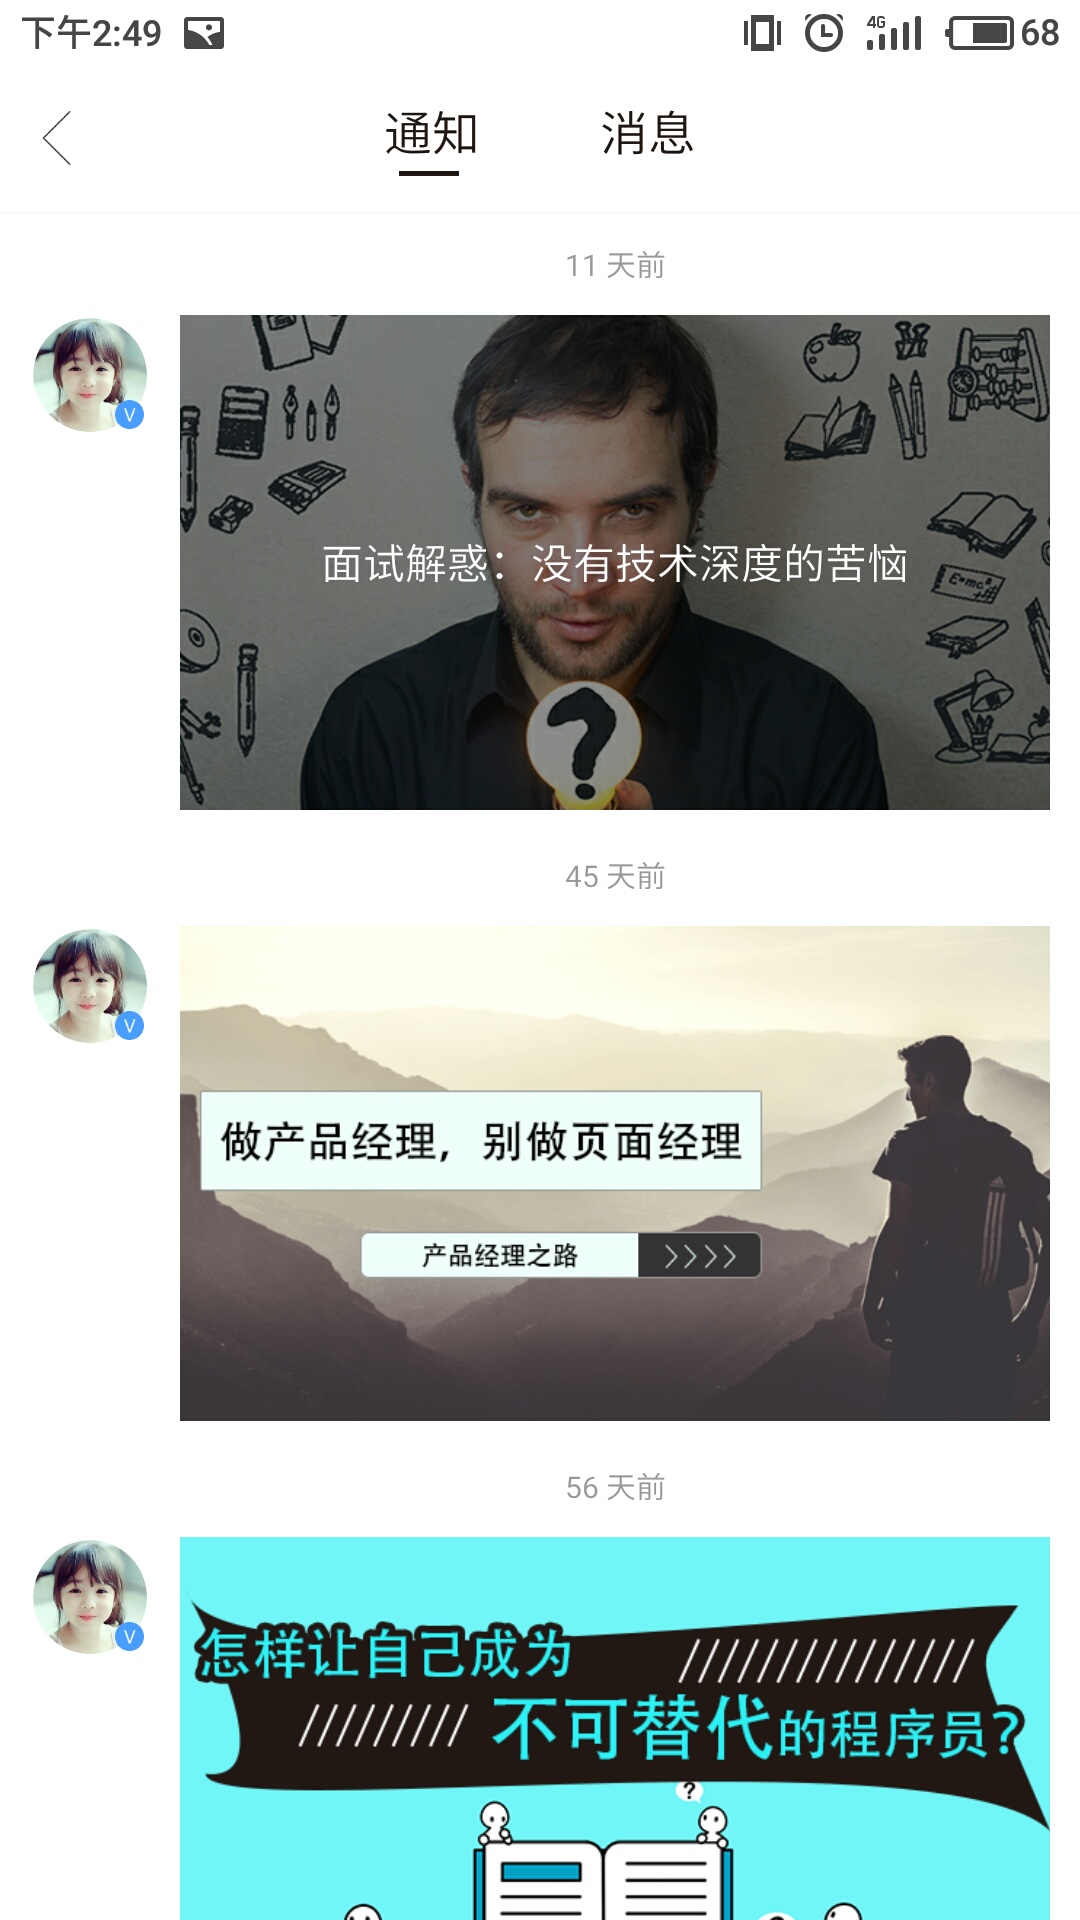 下午2:49
4G
68
通知 消息
11 天前
V
面试解惑：没有技术深度的苦恼
E=mc²
?
45 天前
V
做产品经理，别做页面经理
产品经理之路 >>>>
56 天前
V
怎样让自己成为
不可替代的程序员？
?